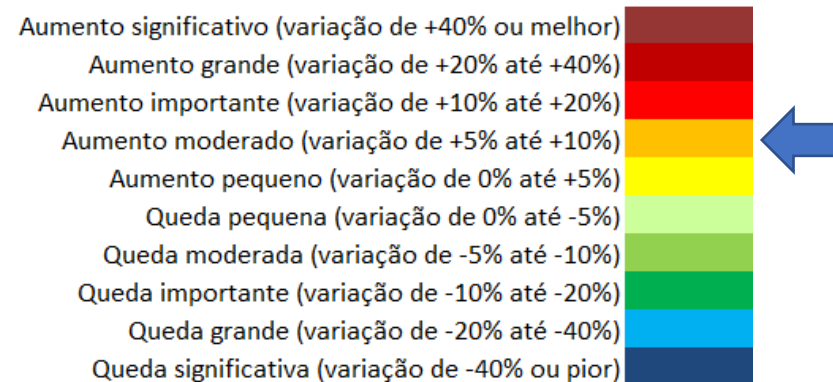 Aumento significativo (variação de +40% ou melhor)
Aumento grande (variação de +20% até +40%)
Aumento importante (variação de +10% até +20%)
Aumento moderado (variação de +5% até +10%)
Aumento pequeno (variação de 0% até +5%)
Queda pequena (variação de 0% até -5%)
Queda moderada (variação de -5% até -10%)
Queda importante (variação de -10% até -20%)
Queda grande (variação de -20% até -40%)
Queda significativa (variação de -40% ou pior)